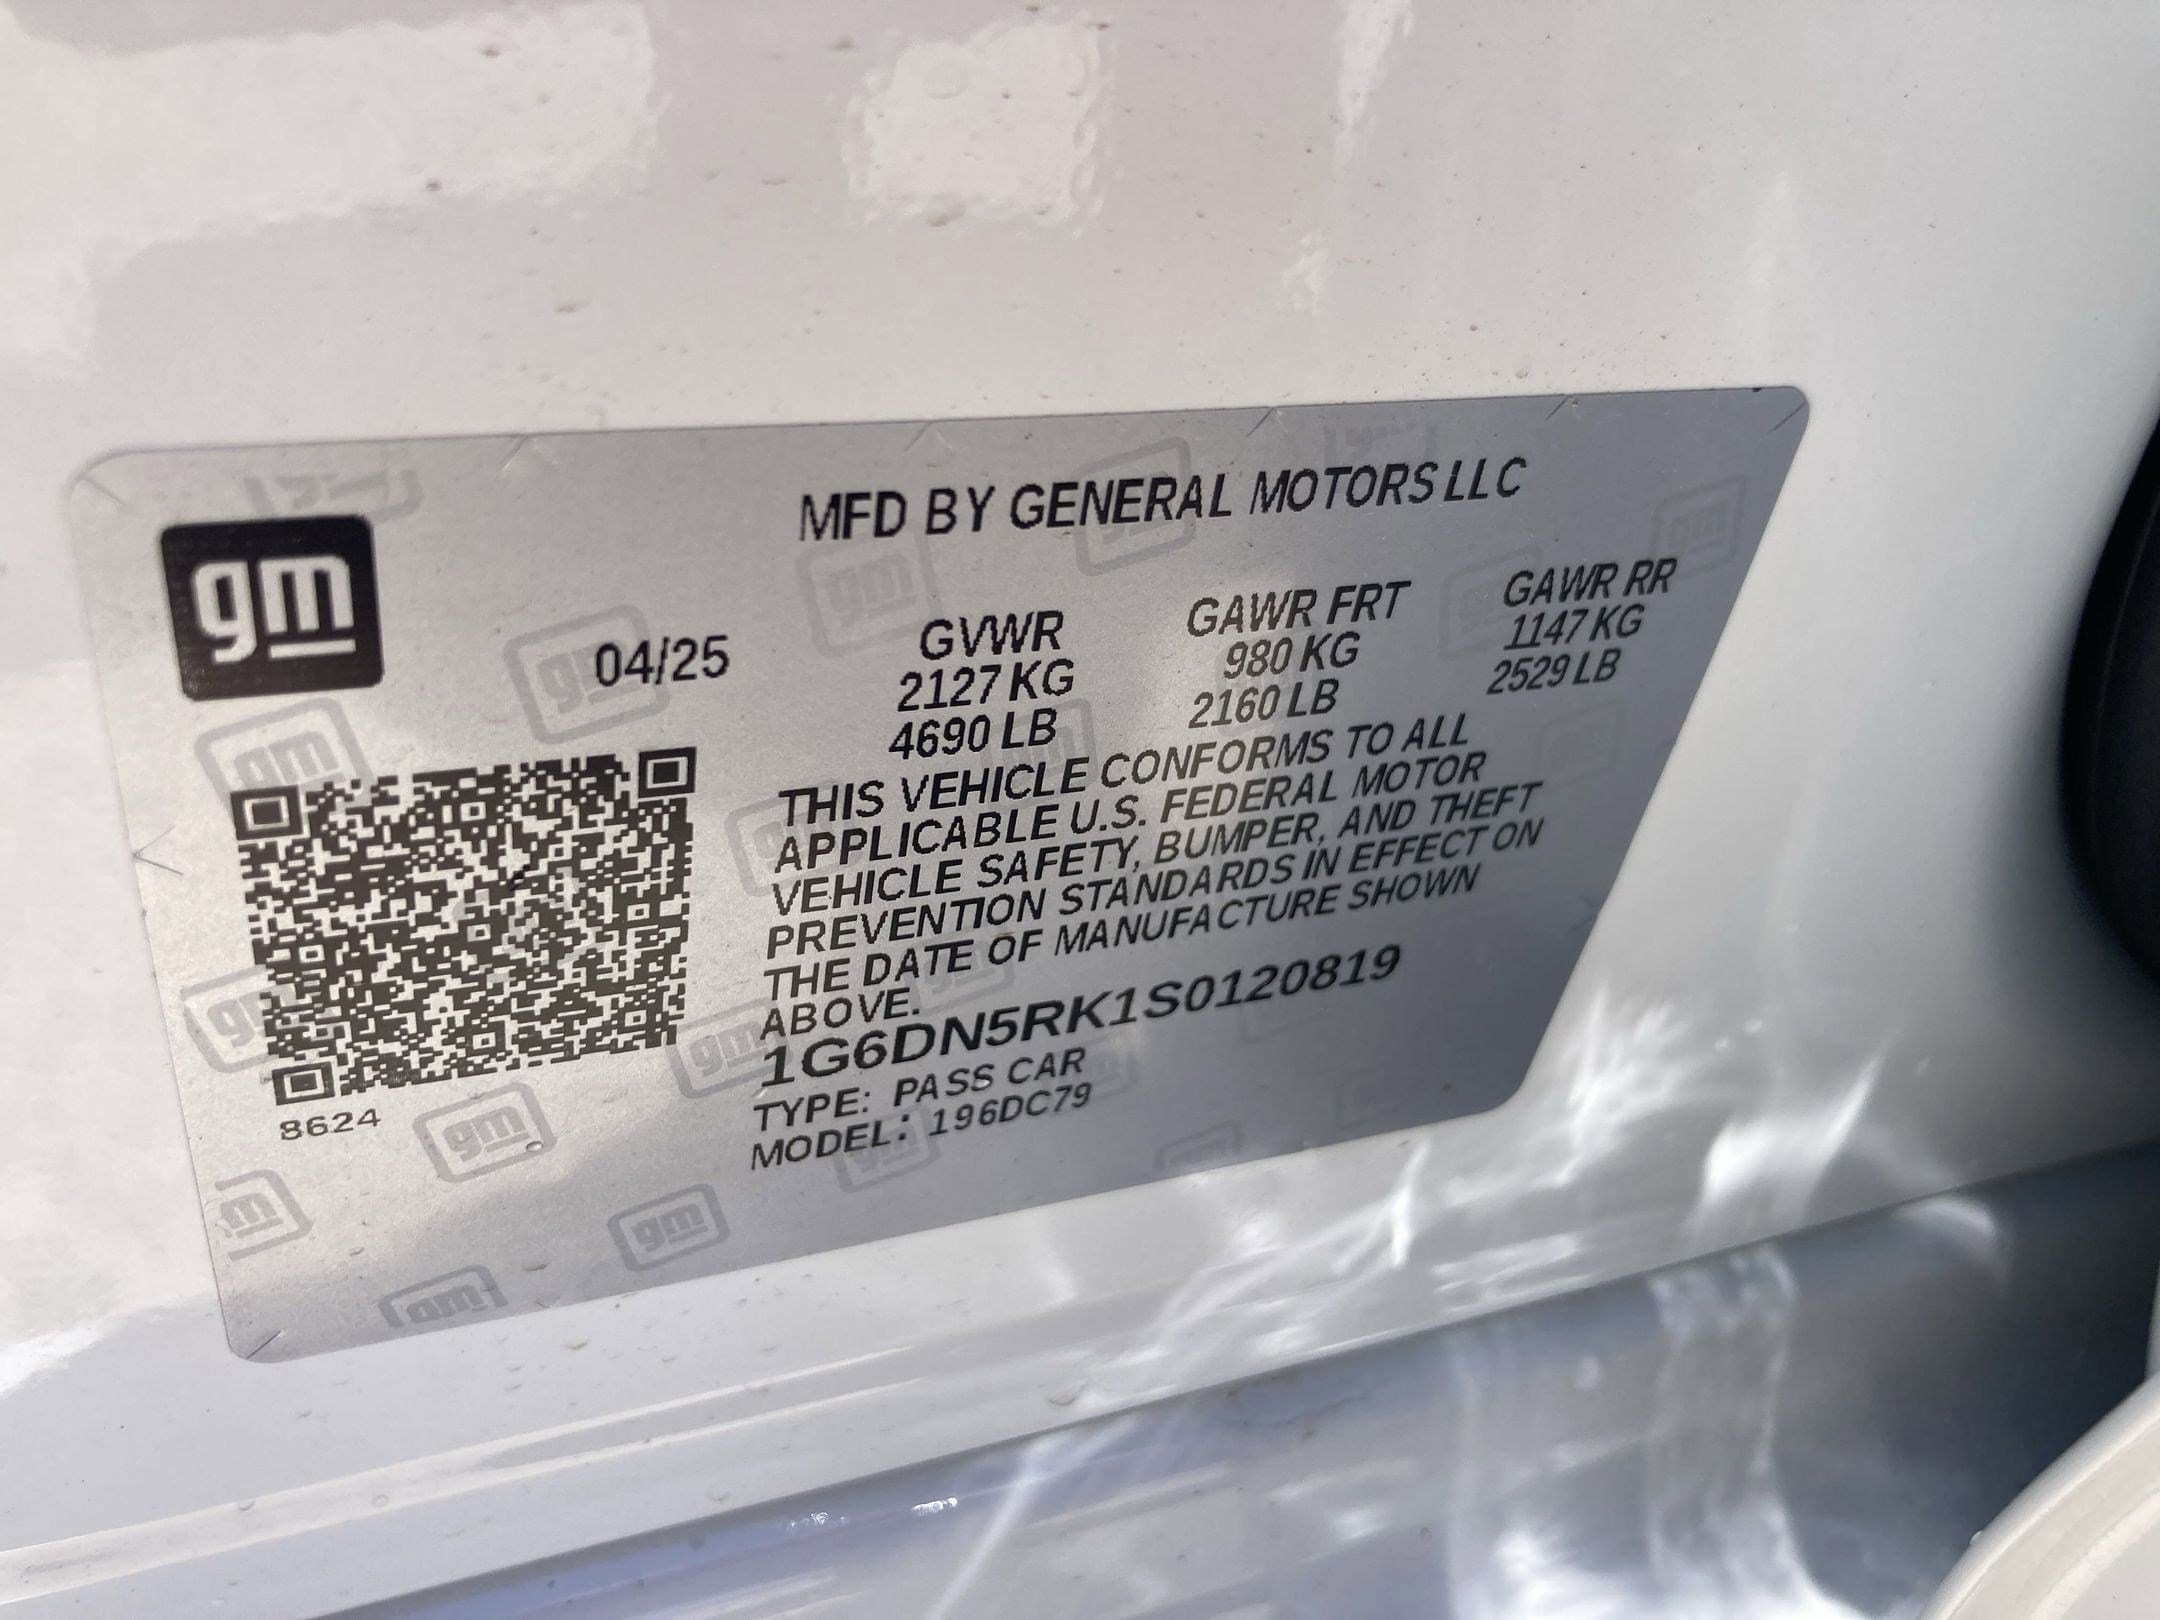 MFD BY GENERAL MOTORS LLC
gm
04/25
GVWR
2127 KG
4690 LB
GAWR FRT
980 KG
2160 LB
GAWR RR
1147 KG
2529 LB
THIS VEHICLE CONFORMS TO ALL
APPLICABLE U.S. FEDERAL MOTOR
VEHICLE SAFETY, BUMPER, AND THEFT
PREVENTION STANDARDS IN EFFECT ON
THE DATE OF MANUFACTURE SHOWN
ABOVE.
1G6DN5RK1S0120819
TYPE: PASS CAR
MODEL: 196DC79
8624